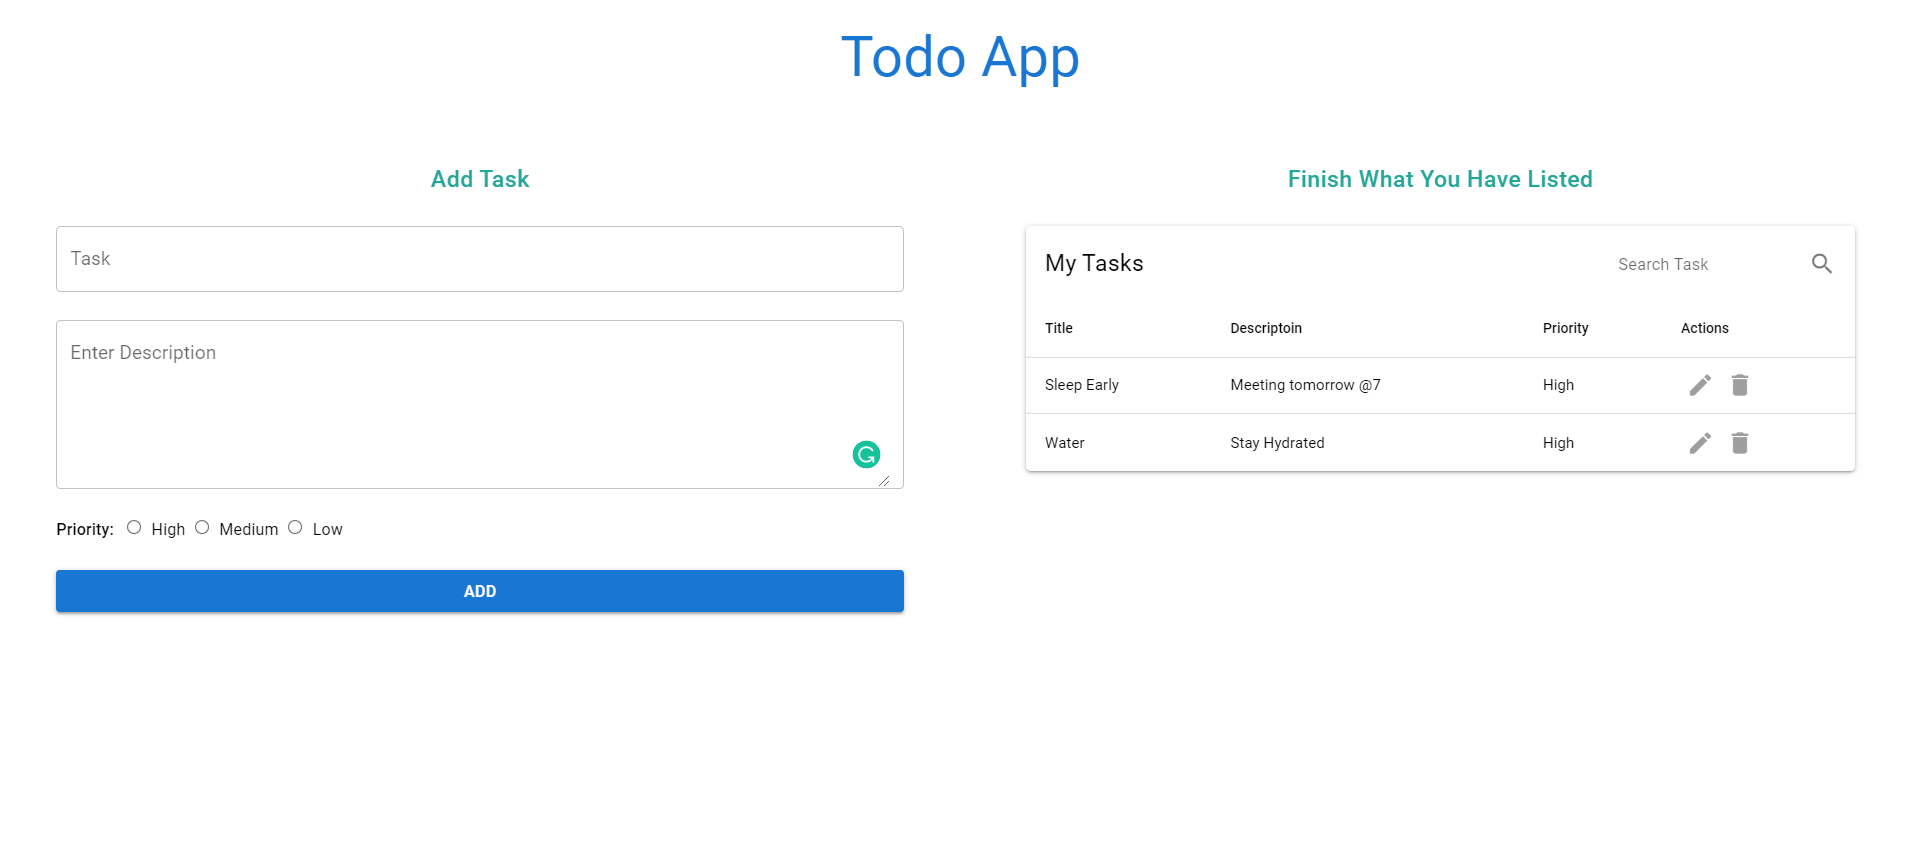 Todo App
Add Task
Task
Enter Description
Priority: High Medium Low
ADD
Finish What You Have Listed
My Tasks Search Task
Title Descriptoin Priority Actions
Sleep Early Meeting tomorrow @7 High
Water Stay Hydrated High